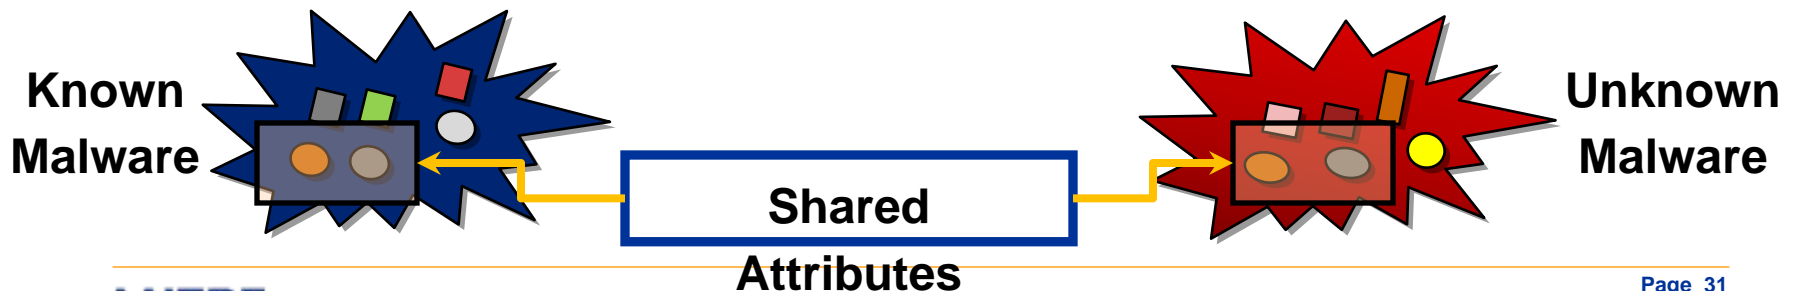 Known
Malware
Shared
Attributes
Unknown
Malware
Page 31